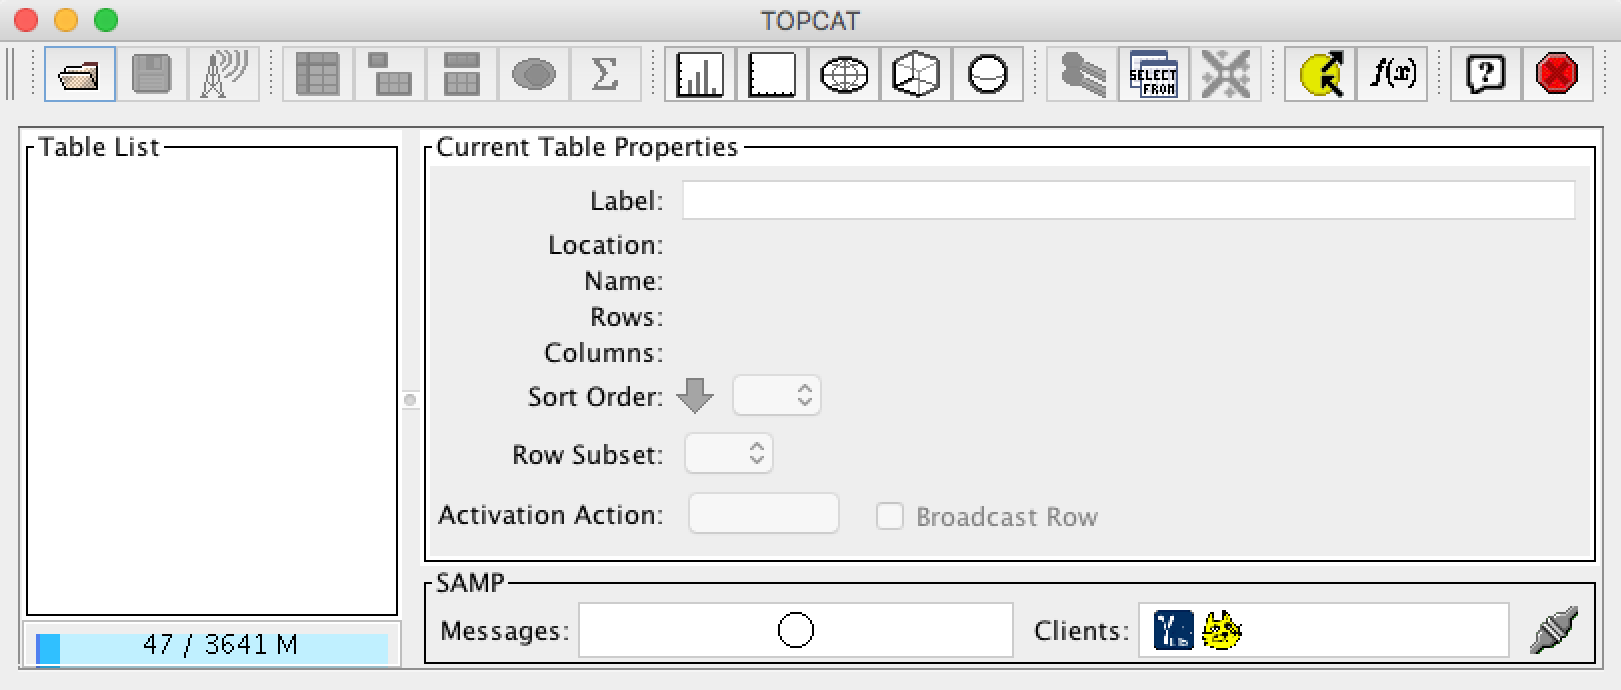 TOPCAT
Σ
SELECT
FROM
f(x)
?
Table List
Current Table Properties
Label:
Location:
Name:
Rows:
Columns:
Sort Order:
Row Subset:
Activation Action:
Broadcast Row
SAMP
Messages:
Clients:
47 / 3641 M